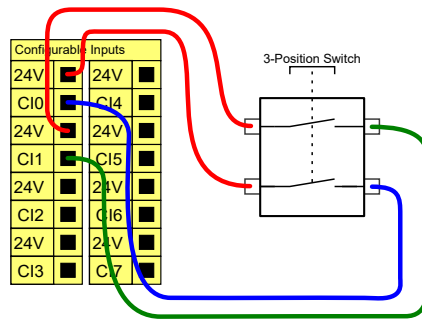 Configurable Inputs
3-Position Switch
24V 24V
CI0 CI4
24V 24V
CI1 CI5
24V 24V
CI2 CI6
24V 24V
CI3 CI7